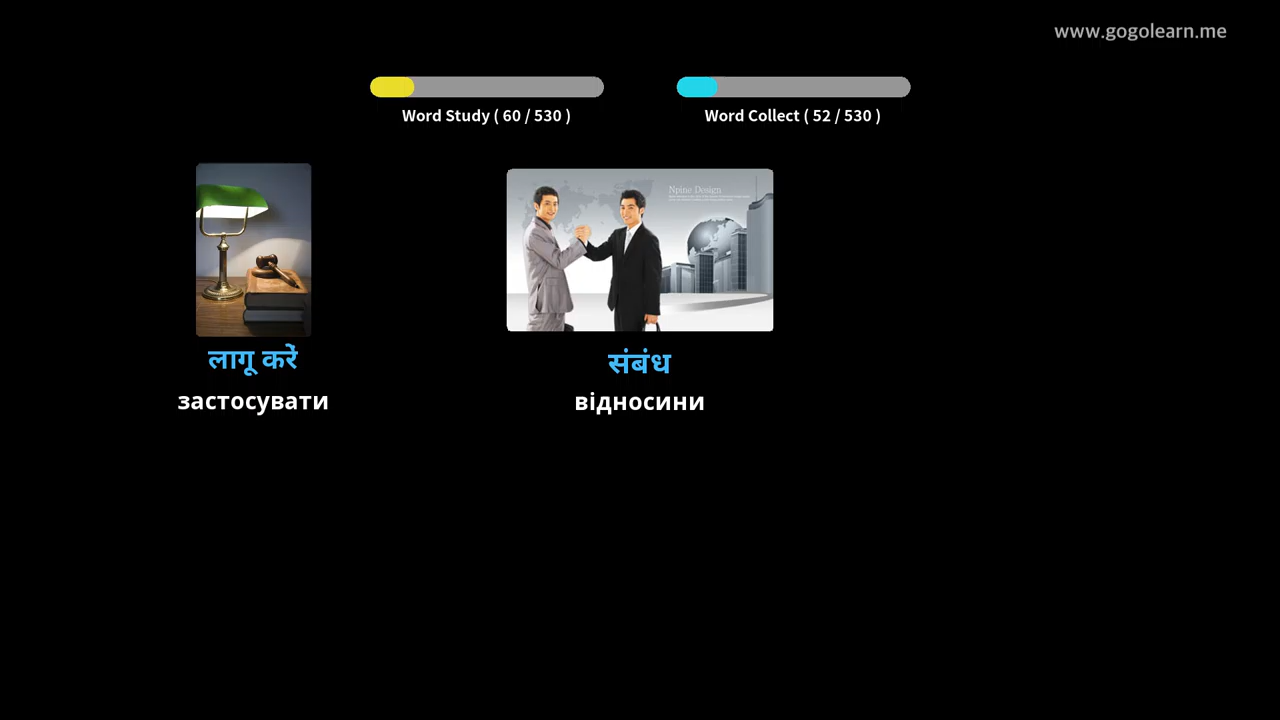 www.gogolearn.me
Word Study ( 60 / 530 )
Word Collect ( 52 / 530 )
Npine Design
लागू करें
संबंध
застосувати
відносини